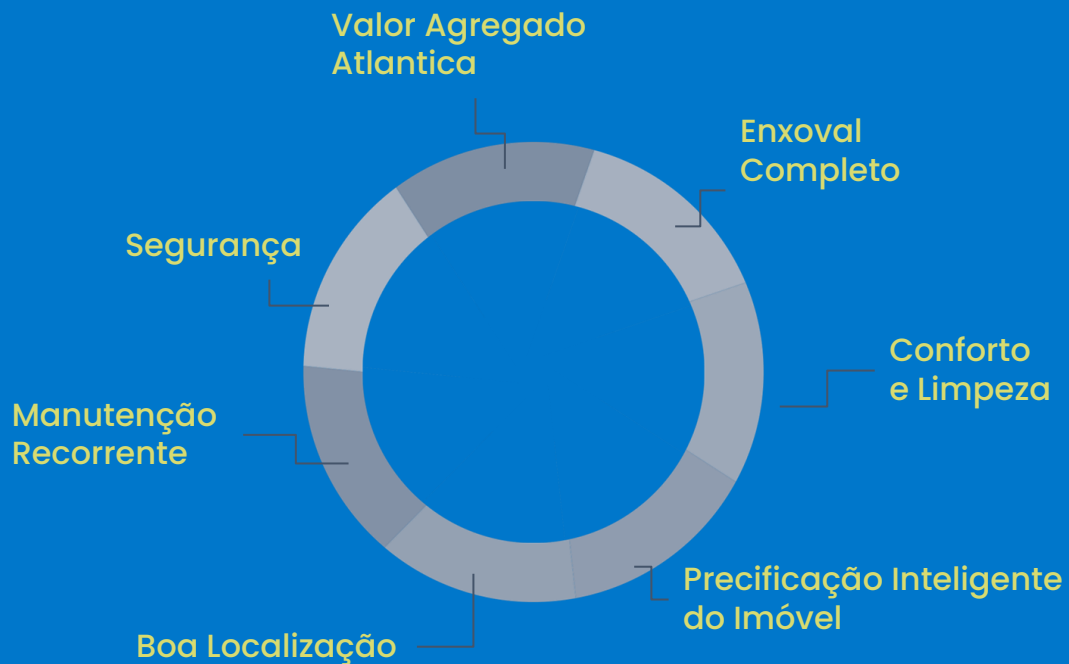 Valor Agregado
Atlantica
Enxoval
Completo
Segurança
Conforto
e Limpeza
Manutenção
Recorrente
Precificação Inteligente
do Imóvel
Boa Localização